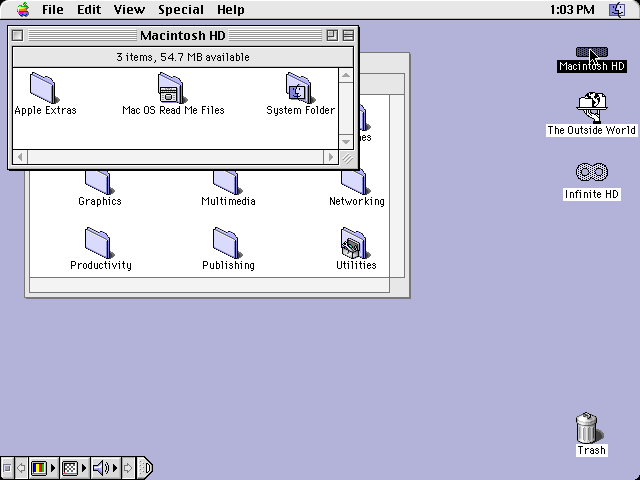 File Edit View Special Help 1:03 PM
Macintosh HD
3 items, 54.7 MB available
Apple Extras Mac OS Read Me Files System Folder
Graphics Multimedia Networking
Productivity Publishing Utilities
Macintosh HD
The Outside World
Infinite HD
Trash